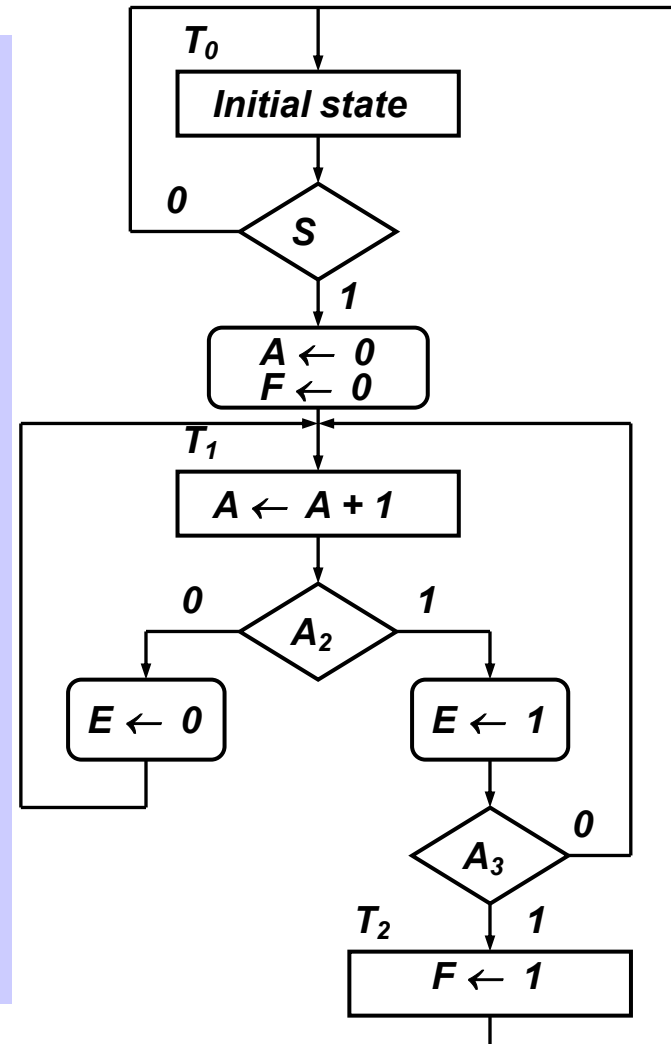 T₀
Initial state
0
S
1
A ← 0
F ← 0
T₁
A ← A + 1
0
1
A₂
E ← 0
E ← 1
0
A₃
T₂
1
F ← 1